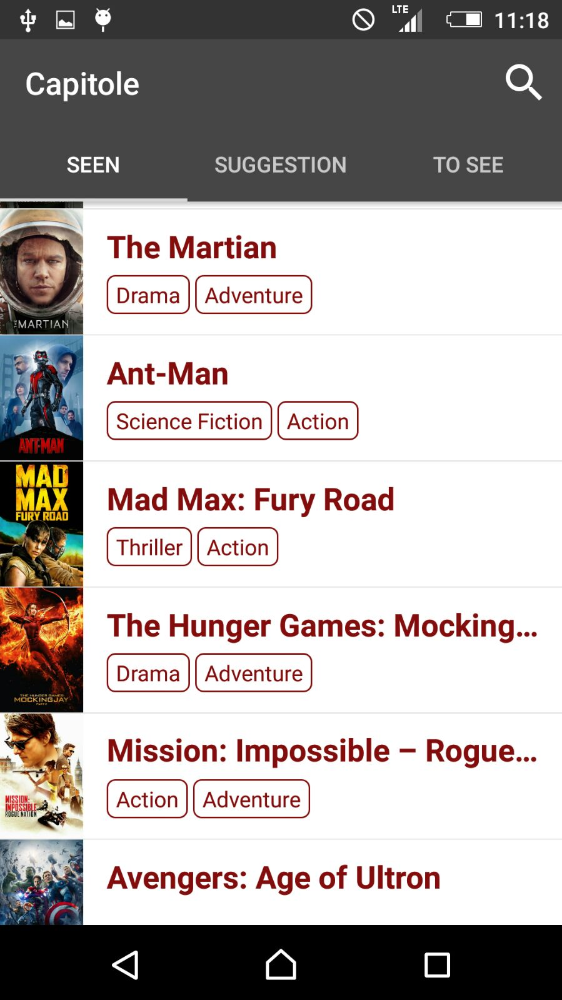 LTE
11:18
Capitole
SEEN
SUGGESTION
TO SEE
THE MARTIAN
The Martian
Drama
Adventure
ANT-MAN
Ant-Man
Science Fiction
Action
MAD
MAX
FURY ROAD
Mad Max: Fury Road
Thriller
Action
THE HUNGER GAMES
MOCKINGJAY
PART 2
The Hunger Games: Mocking...
Drama
Adventure
MISSION:
IMPOSSIBLE
ROGUE NATION
Mission: Impossible – Rogue...
Action
Adventure
Avengers: Age of Ultron